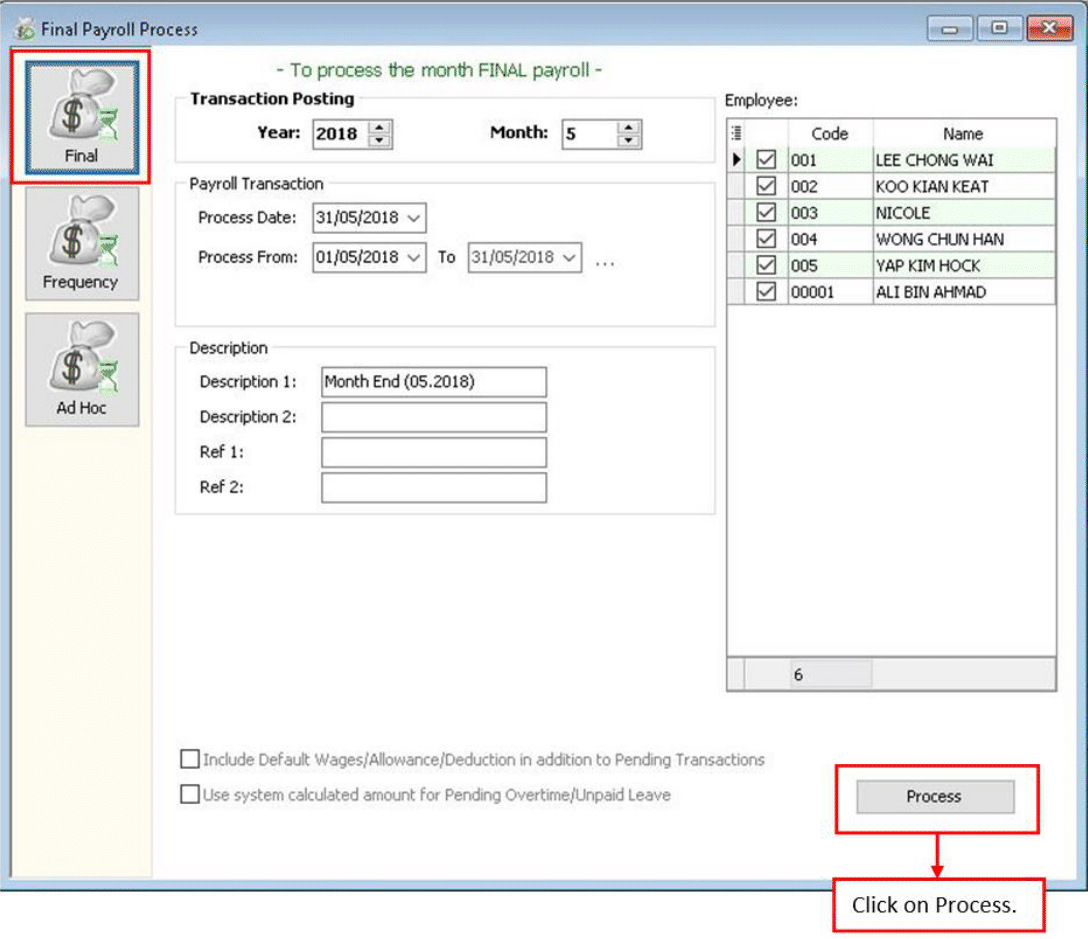 Final Payroll Process
Final
Frequency
Ad Hoc
- To process the month FINAL payroll -
Transaction Posting
Year: 2018 Month: 5
Payroll Transaction
Process Date: 31/05/2018
Process From: 01/05/2018 To 31/05/2018 ...
Description
Description 1: Month End (05.2018)
Description 2:
Ref 1:
Ref 2:
Employee:
Code Name
001 LEE CHONG WAI
002 KOO KIAN KEAT
003 NICOLE
004 WONG CHUN HAN
005 YAP KIM HOCK
00001 ALI BIN AHMAD
6
Include Default Wages/Allowance/Deduction in addition to Pending Transactions
Use system calculated amount for Pending Overtime/Unpaid Leave
Process
Click on Process.